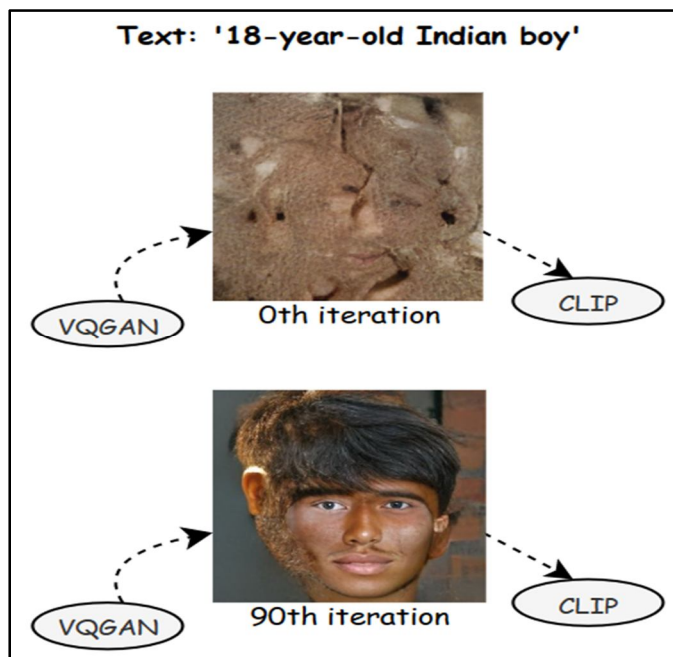 Text: '18-year-old Indian boy'
VQGAN
0th iteration
CLIP
VQGAN
90th iteration
CLIP